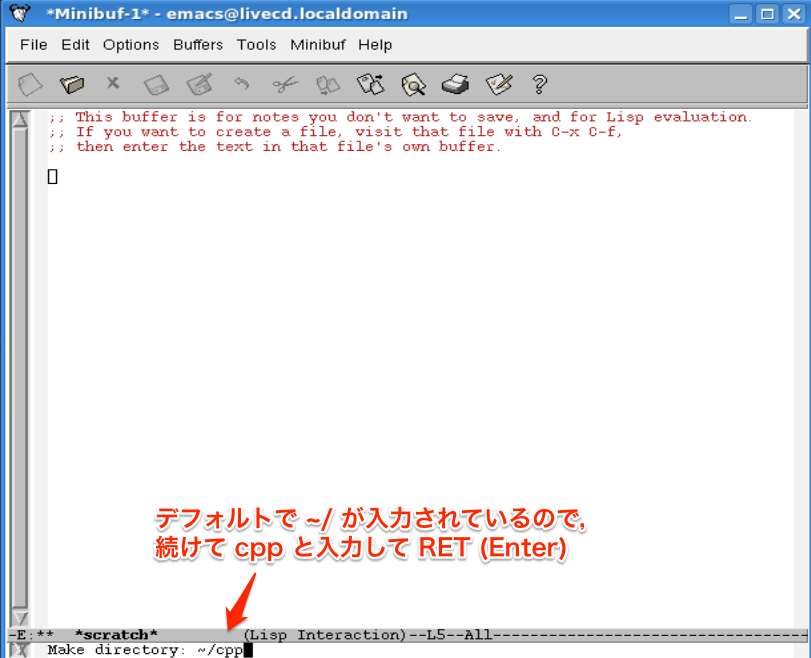 *Minibuf-1* - emacs@livecd.localdomain
File Edit Options Buffers Tools Minibuf Help
;; This buffer is for notes you don't want to save, and for Lisp evaluation.
;; If you want to create a file, visit that file with C-x C-f,
;; then enter the text in that file's own buffer.
デフォルトで ~/ が入力されているので,
続けて cpp と入力して RET (Enter)
-E:** *scratch* (Lisp Interaction)--L5--All----------------------------------
Make directory: ~/cpp